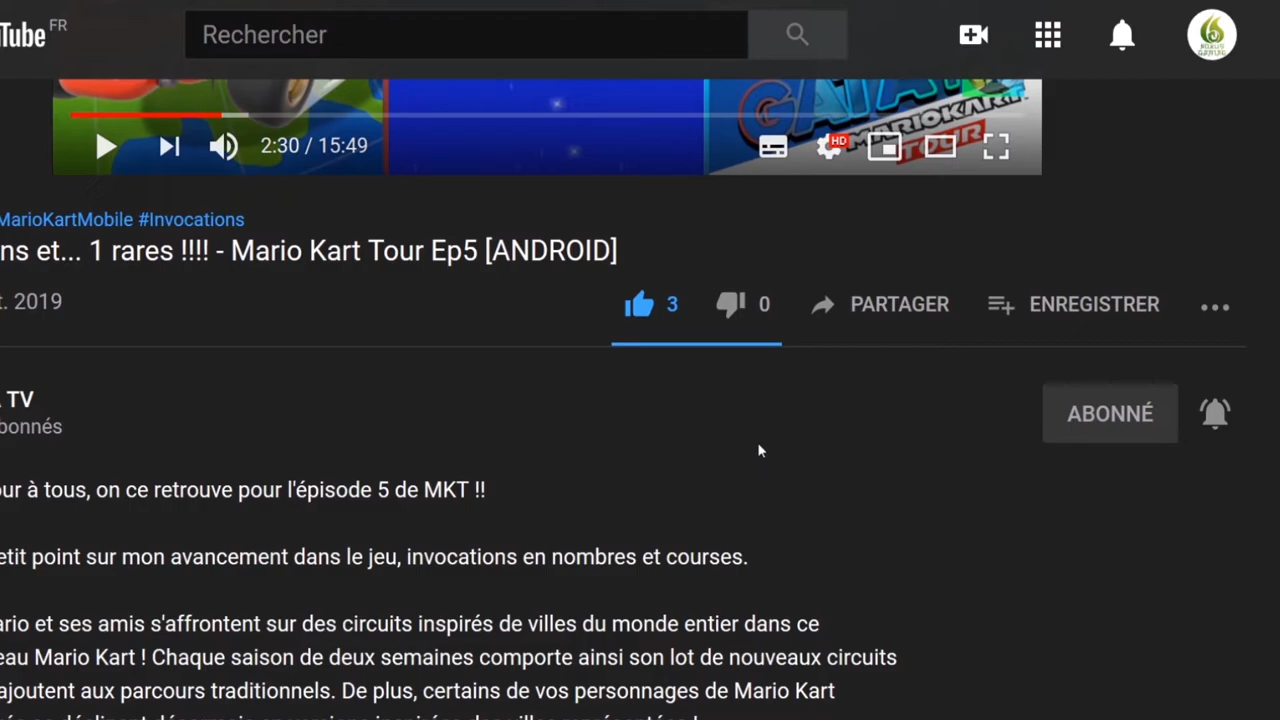 Tube FR
Rechercher
GATA
MARIOKART
TOUR
2:30 / 15:49
HD
MarioKartMobile #Invocations
ns et... 1 rares !!!! - Mario Kart Tour Ep5 [ANDROID]
t. 2019
3
0
PARTAGER
ENREGISTRER
TV
bonnés
ABONNÉ
ur à tous, on ce retrouve pour l'épisode 5 de MKT !!
etit point sur mon avancement dans le jeu, invocations en nombres et courses.
ario et ses amis s'affrontent sur des circuits inspirés de villes du monde entier dans ce
eau Mario Kart ! Chaque saison de deux semaines comporte ainsi son lot de nouveaux circuits
ajoutent aux parcours traditionnels. De plus, certains de vos personnages de Mario Kart